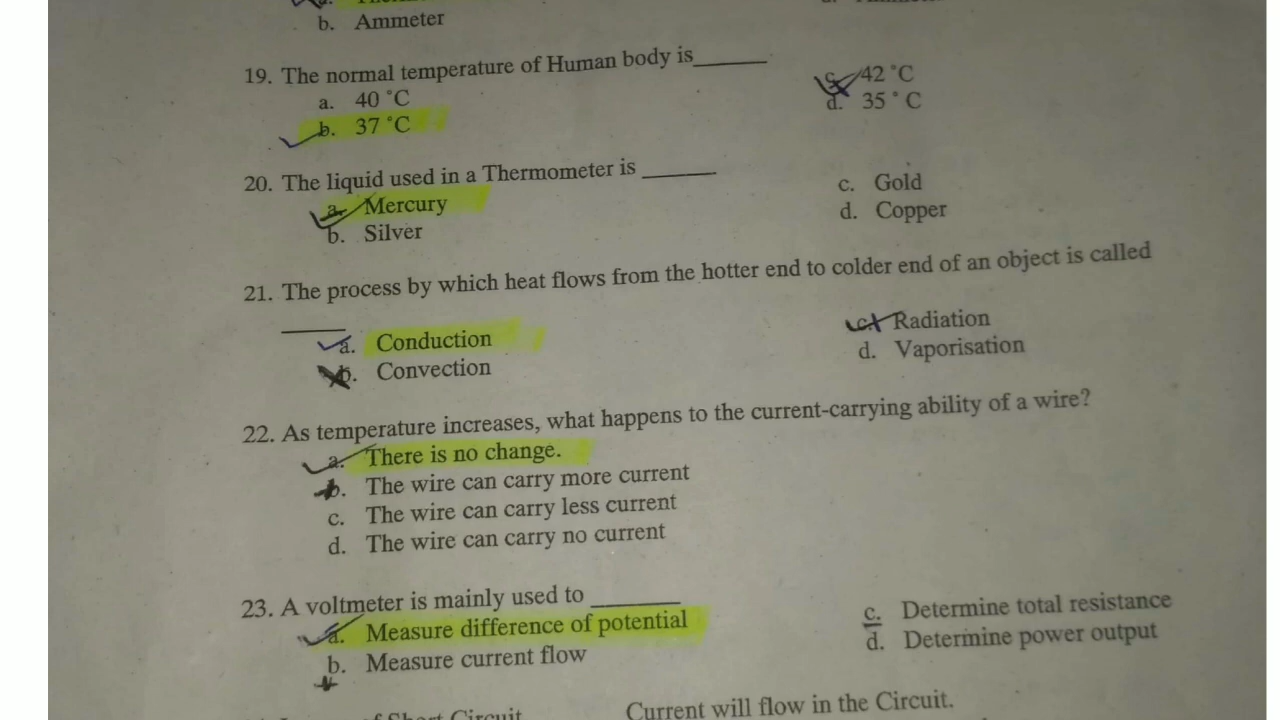 b. Ammeter
19. The normal temperature of Human body is______
a. 40 °C
b. 37 °C
c. 42 °C
d. 35 ° C
20. The liquid used in a Thermometer is ______
a. Mercury
b. Silver
c. Gold
d. Copper
21. The process by which heat flows from the hotter end to colder end of an object is called
______
a. Conduction
b. Convection
c. Radiation
d. Vaporisation
22. As temperature increases, what happens to the current-carrying ability of a wire?
a. There is no change.
b. The wire can carry more current
c. The wire can carry less current
d. The wire can carry no current
23. A voltmeter is mainly used to ________
a. Measure difference of potential
b. Measure current flow
c. Determine total resistance
d. Determine power output
of Short Circuit Current will flow in the Circuit.